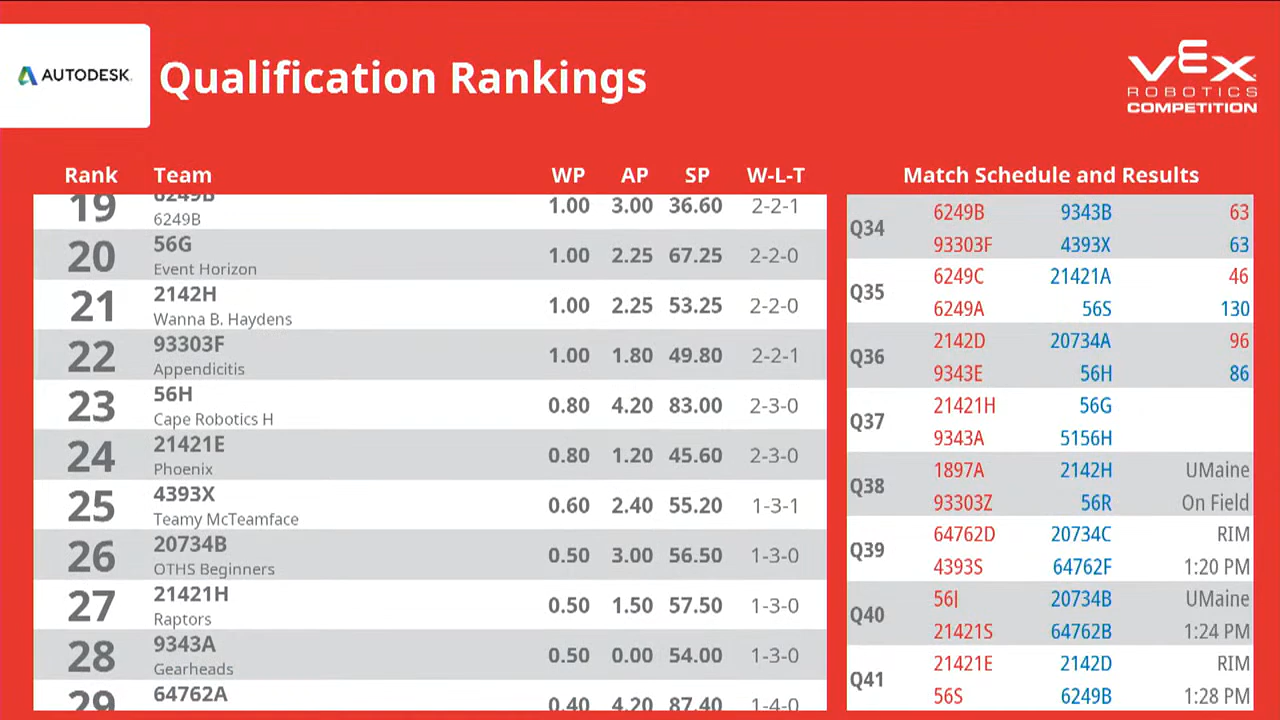 AUTODESK
Qualification Rankings
VEX
ROBOTICS
COMPETITION
Rank Team WP AP SP W-L-T
19 6249B 1.00 3.00 36.60 2-2-1
6249B
20 56G 1.00 2.25 67.25 2-2-0
Event Horizon
21 2142H 1.00 2.25 53.25 2-2-0
Wanna B. Haydens
22 93303F 1.00 1.80 49.80 2-2-1
Appendicitis
23 56H 0.80 4.20 83.00 2-3-0
Cape Robotics H
24 21421E 0.80 1.20 45.60 2-3-0
Phoenix
25 4393X 0.60 2.40 55.20 1-3-1
Teamy McTeamface
26 20734B 0.50 3.00 56.50 1-3-0
OTHS Beginners
27 21421H 0.50 1.50 57.50 1-3-0
Raptors
28 9343A 0.50 0.00 54.00 1-3-0
Gearheads
29 64762A 0.40 4.20 87.40 1-4-0
Match Schedule and Results
Q34 6249B 9343B 63
93303F 4393X 63
Q35 6249C 21421A 46
6249A 56S 130
Q36 2142D 20734A 96
9343E 56H 86
Q37 21421H 56G
9343A 5156H
Q38 1897A 2142H UMaine
93303Z 56R On Field
Q39 64762D 20734C RIM
4393S 64762F 1:20 PM
Q40 56J 20734B UMaine
21421S 64762B 1:24 PM
Q41 21421E 2142D RIM
56S 6249B 1:28 PM